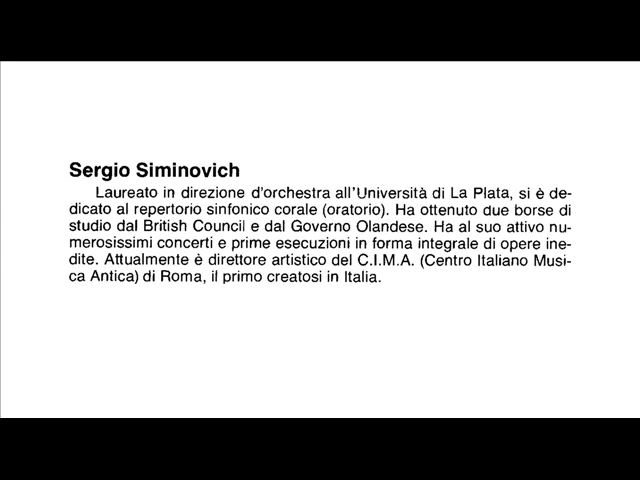 Sergio Siminovich
Laureato in direzione d'orchestra all'Università di La Plata, si è de-
dicato al repertorio sinfonico corale (oratorio). Ha ottenuto due borse di
studio dal British Council e dal Governo Olandese. Ha al suo attivo nu-
merosissimi concerti e prime esecuzioni in forma integrale di opere ine-
dite. Attualmente è direttore artistico del C.I.M.A. (Centro Italiano Musi-
ca Antica) di Roma, il primo creatosi in Italia.